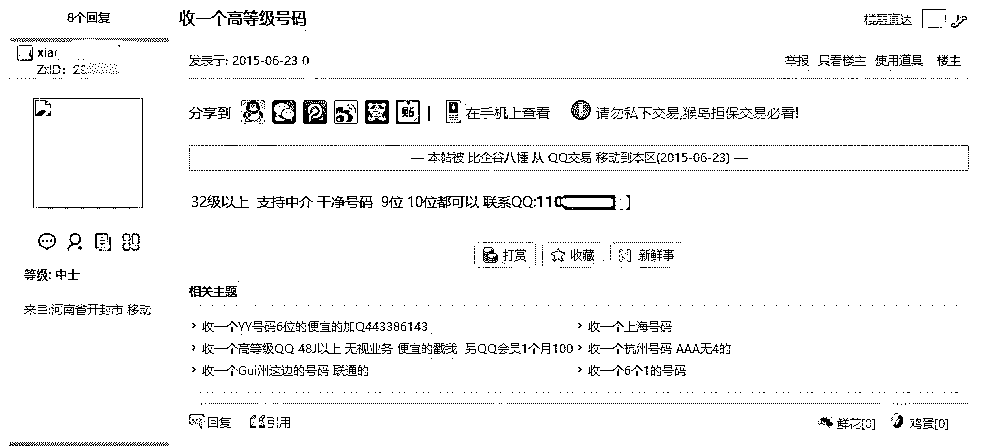 8个回复
收一个高等级号码
楼层直达
xiar
ZxID:
发表于: 2015-06-23 0
举报 只看楼主 使用道具 楼主
分享到 贴 | 在手机上查看 请勿私下交易,猴岛担保交易必看!
— 本帖被 比企谷八幡 从 QQ交易 移动到本区(2015-06-23) —
32级以上 支持中介 干净号码 9位 10位都可以 联系QQ:110
打赏 收藏 新鲜事
等级: 中士
来自:河南省开封市 移动
相关主题
收一个YY号码6位的便宜的加Q443386143
收一个上海号码
收一个高等级QQ 48J以上 无视业务 便宜的戳我
另QQ会员1个月100
收一个杭州号码 AAA无4的
收一个Gui州这边的号码 联通的
收一个6个1的号码
回复 引用
鲜花[0] 鸡蛋[0]